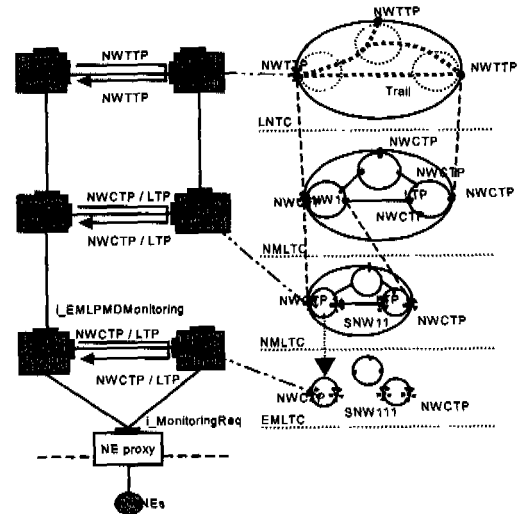 NWTTP
NWTTP
NWTTP
NWTTP
Trail
LNTC
NWTTP
NWCTP
NWCTP / LTP
NWCTP
NWCTP
NWCTP / LTP
NWCTP
NMLTC
i_EMLPMDMonitoring
NWCTP / LTP
SNW11
NWCTP
NMLTC
NWCTP / LTP
NWCTP
SNW111
NWCTP
EMLTC
i_MonitoringReq
NE proxy
NEs